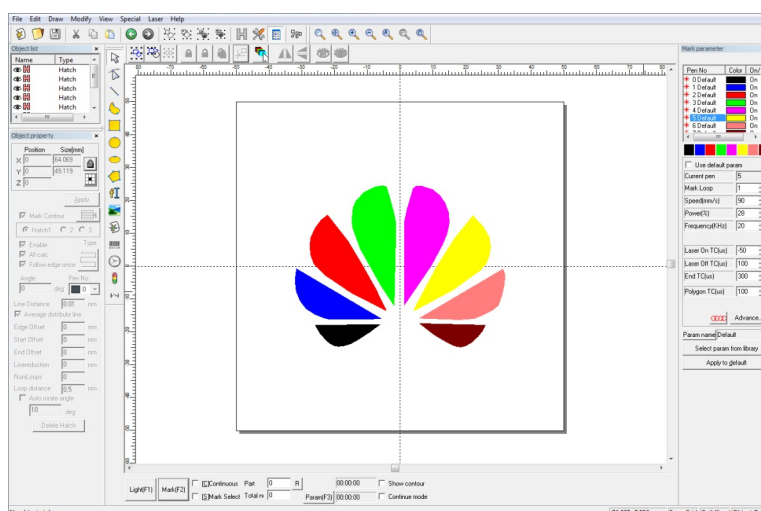 File Edit Draw Modify View Special Laser Help
Object list
Name Type
Hatch
Hatch
Hatch
Hatch
Hatch
Object property
Position Size[mm]
X 0 64.069
Y 0 49.119
Z 0
Apply
Mark Contour
Hatch1 2 3
Enable Type
All calc
Follow edge once
Angle Pen No.
0 deg 0
Line Distance 0.01 mm
Average distribute line
Edge Offset 0 mm
Start Offset 0 mm
End Offset 0 mm
Linereduction 0 mm
NumLoops 0
Loop distance 0.5 mm
Auto rotate angle
10 deg
Delete Hatch
Light(F1) Mark(F2)
[C]Continuous Part 0 R 00:00:00 Show contour
[S]Mark Select Total 0 Param(F3) 00:00:00 Continue mode
Mark parameter
Pen No Color On/
0 Default On
1 Default On
2 Default On
3 Default On
4 Default On
5 Default On
6 Default On
Use default param
Current pen 5
Mark Loop 1
Speed(mm/s) 90
Power(%) 28
Frequency(KHz) 20
Laser On TC(us) -50
Laser Off TC(us) 100
End TC(us) 300
Polygon TC(us) 100
Advance..
Param name Default
Select param from library
Apply to default